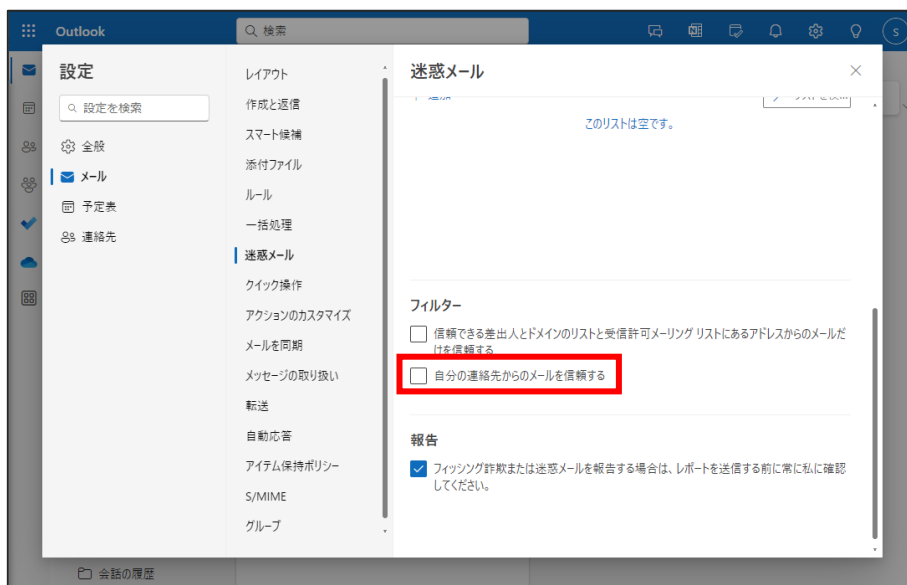 Outlook
検索
設定
設定を検索
全般
メール
予定表
連絡先
レイアウト
作成と返信
スマート候補
添付ファイル
ルール
一括処理
迷惑メール
クイック操作
アクションのカスタマイズ
メールを同期
メッセージの取り扱い
転送
自動応答
アイテム保持ポリシー
S/MIME
グループ
迷惑メール
このリストは空です。
フィルター
信頼できる差出人とドメインのリストと受信許可メーリング リストにあるアドレスからのメールだ
けを信頼する
自分の連絡先からのメールを信頼する
報告
フィッシング詐欺または迷惑メールを報告する場合は、レポートを送信する前に常に私に確認
してください。
会話の履歴
S